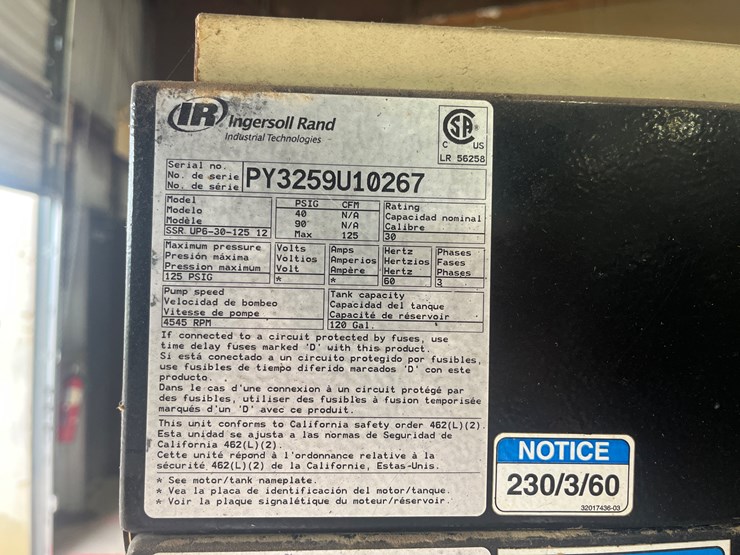 IR Ingersoll Rand
Industrial Technologies
CSA
C US
LR 56258
Serial no.
No. de serie
No. de série
PY3259U10267
Model
Modelo
Modèle
SSR UP6-30-125 12
PSIG CFM
40 N/A
90 N/A
Max 125
Rating
Capacidad nominal
Calibre
30
Maximum pressure
Presión máxima
Pression maximum
125 PSIG
Volts
Voltios
Volt
*
Amps
Amperios
Ampère
*
Hertz
Hertzios
Hertz
60
Phases
Fases
Phases
3
Pump speed
Velocidad de bombeo
Vitesse de pompe
4545 RPM
Tank capacity
Capacidad del tanque
Capacité de réservoir
120 Gal.
If connected to a circuit protected by fuses, use
time delay fuses marked 'D' with this product.
Si está conectado a un circuito protegido por fusibles,
use fusibles de tiempo diferido marcados 'D' con este
producto.
Dans le cas d'une connexion à un circuit protégé par
des fusibles, utiliser des fusibles à fusion temporisée
marqués d'un 'D' avec ce produit.
This unit conforms to California safety order 462(L)(2).
Esta unidad se ajusta a las normas de Seguridad de
California 462(L)(2).
Cette unité répond à l'ordonnance relative à la
sécurité 462(L)(2) de la Californie, Estas-Unis.
* See motor/tank nameplate.
* Vea la placa de identificación del motor/tanque.
* Voir la plaque signalétique du moteur/réservoir.
NOTICE
230/3/60
32017436-03